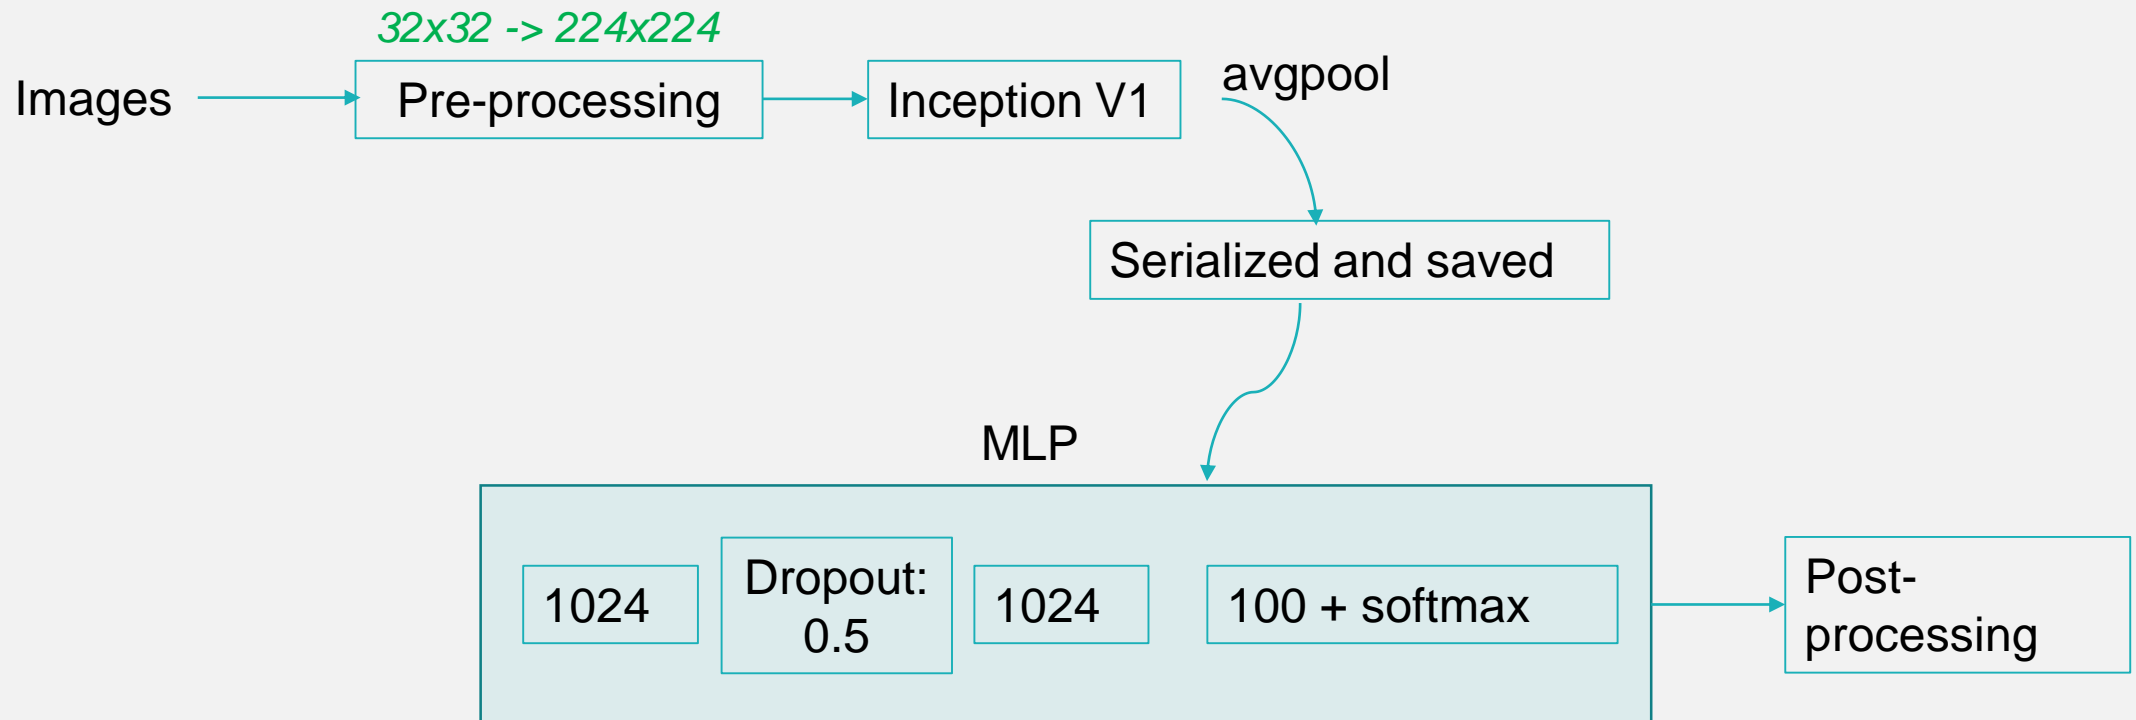 32x32 -> 224x224
Images
Pre-processing
Inception V1
avgpool
Serialized and saved
MLP
1024
Dropout:
0.5
1024
100 + softmax
Post-
processing